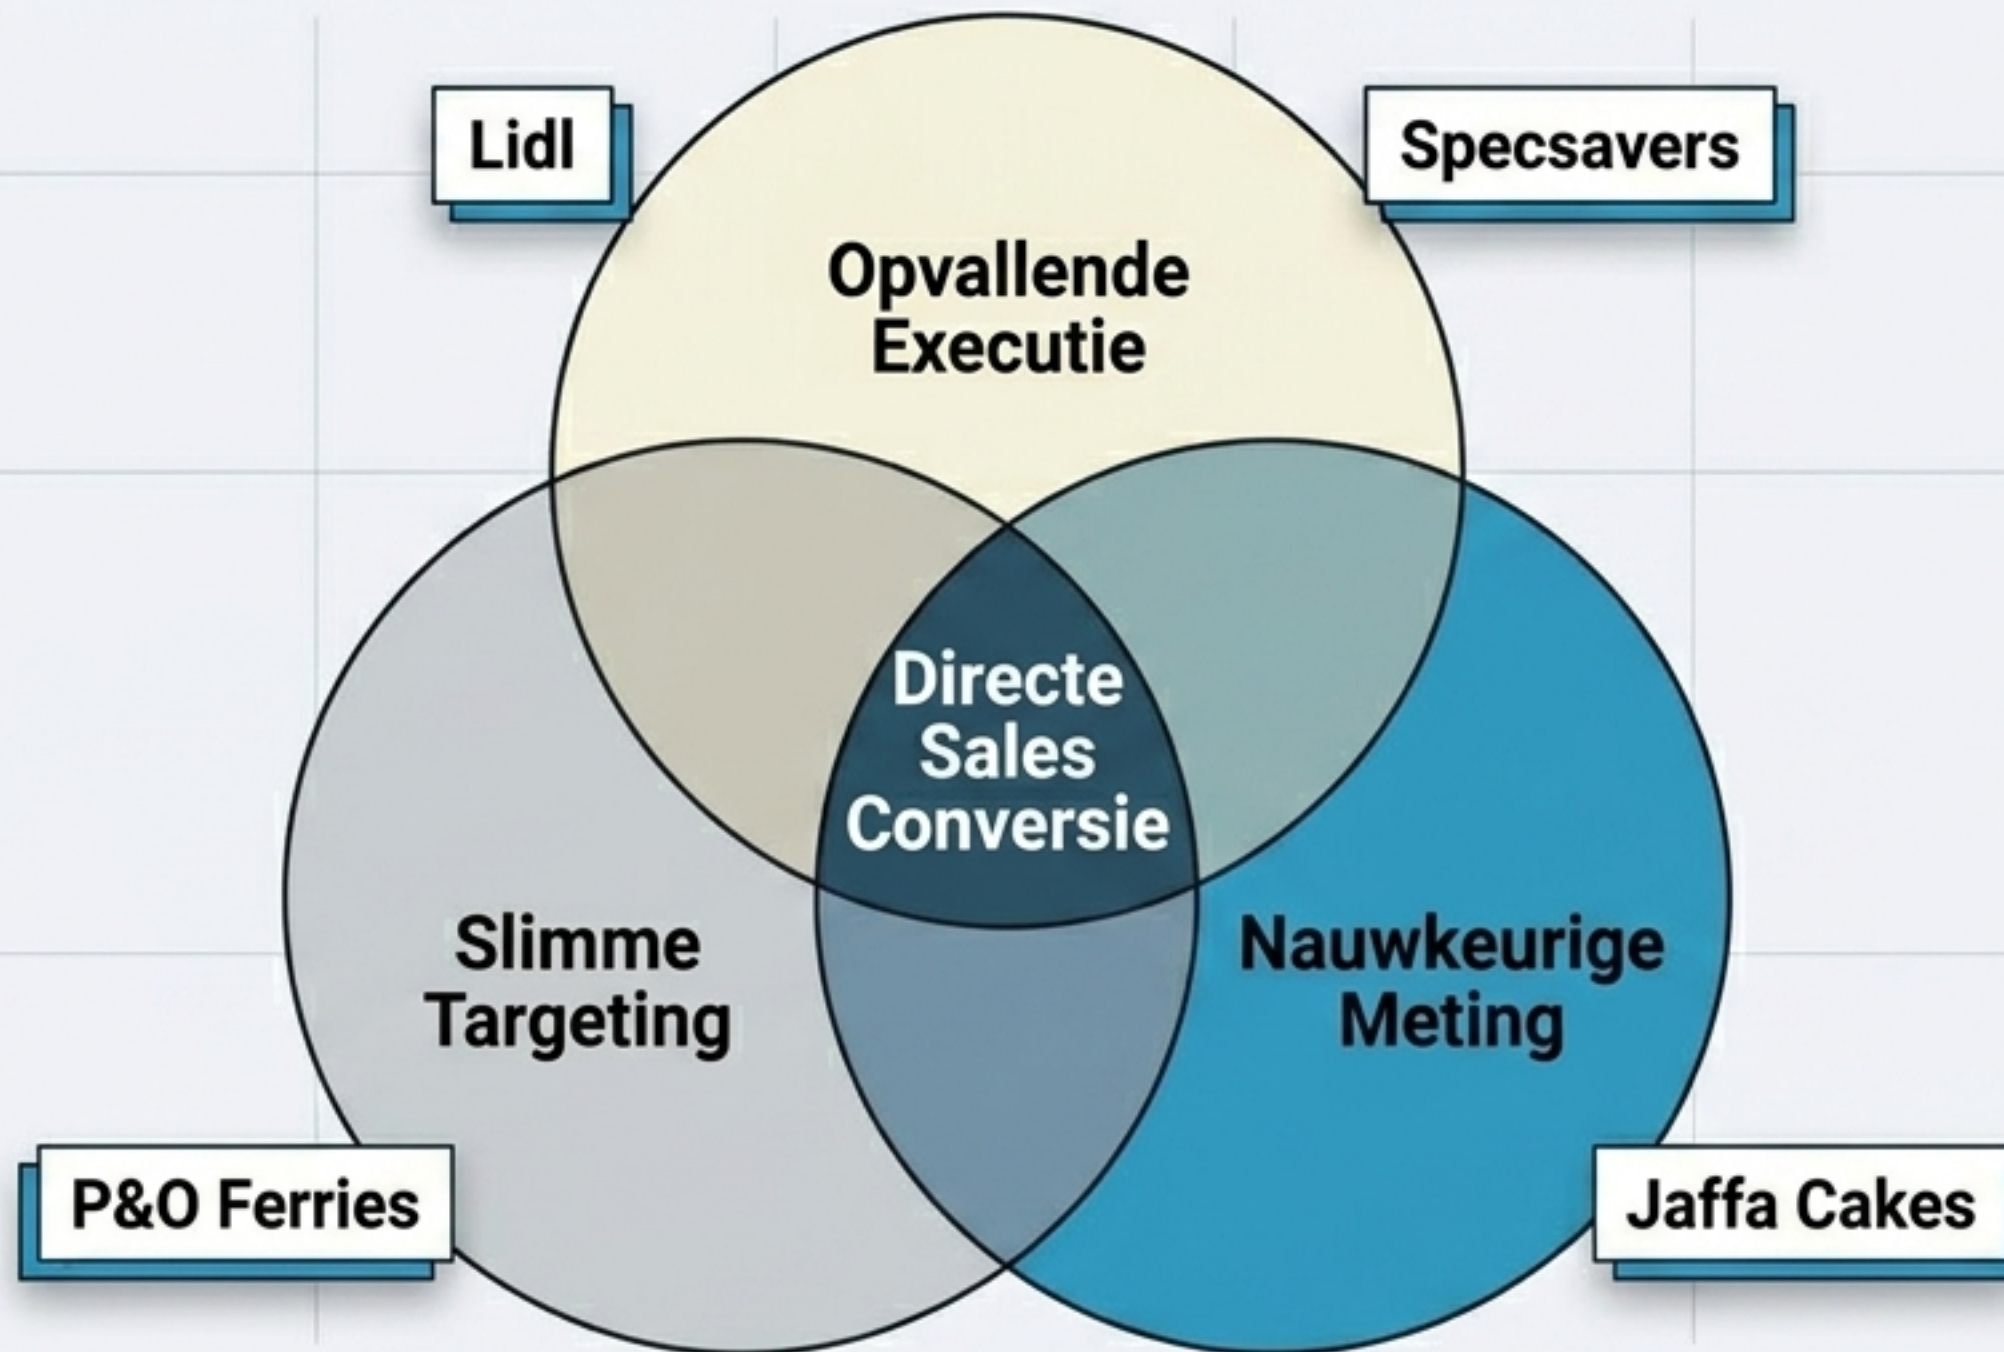 Lidl
Specsavers
Opvallende
Executie
Directe
Sales
Conversie
Slimme
Targeting
Nauwkeurige
Meting
P&O Ferries
Jaffa Cakes